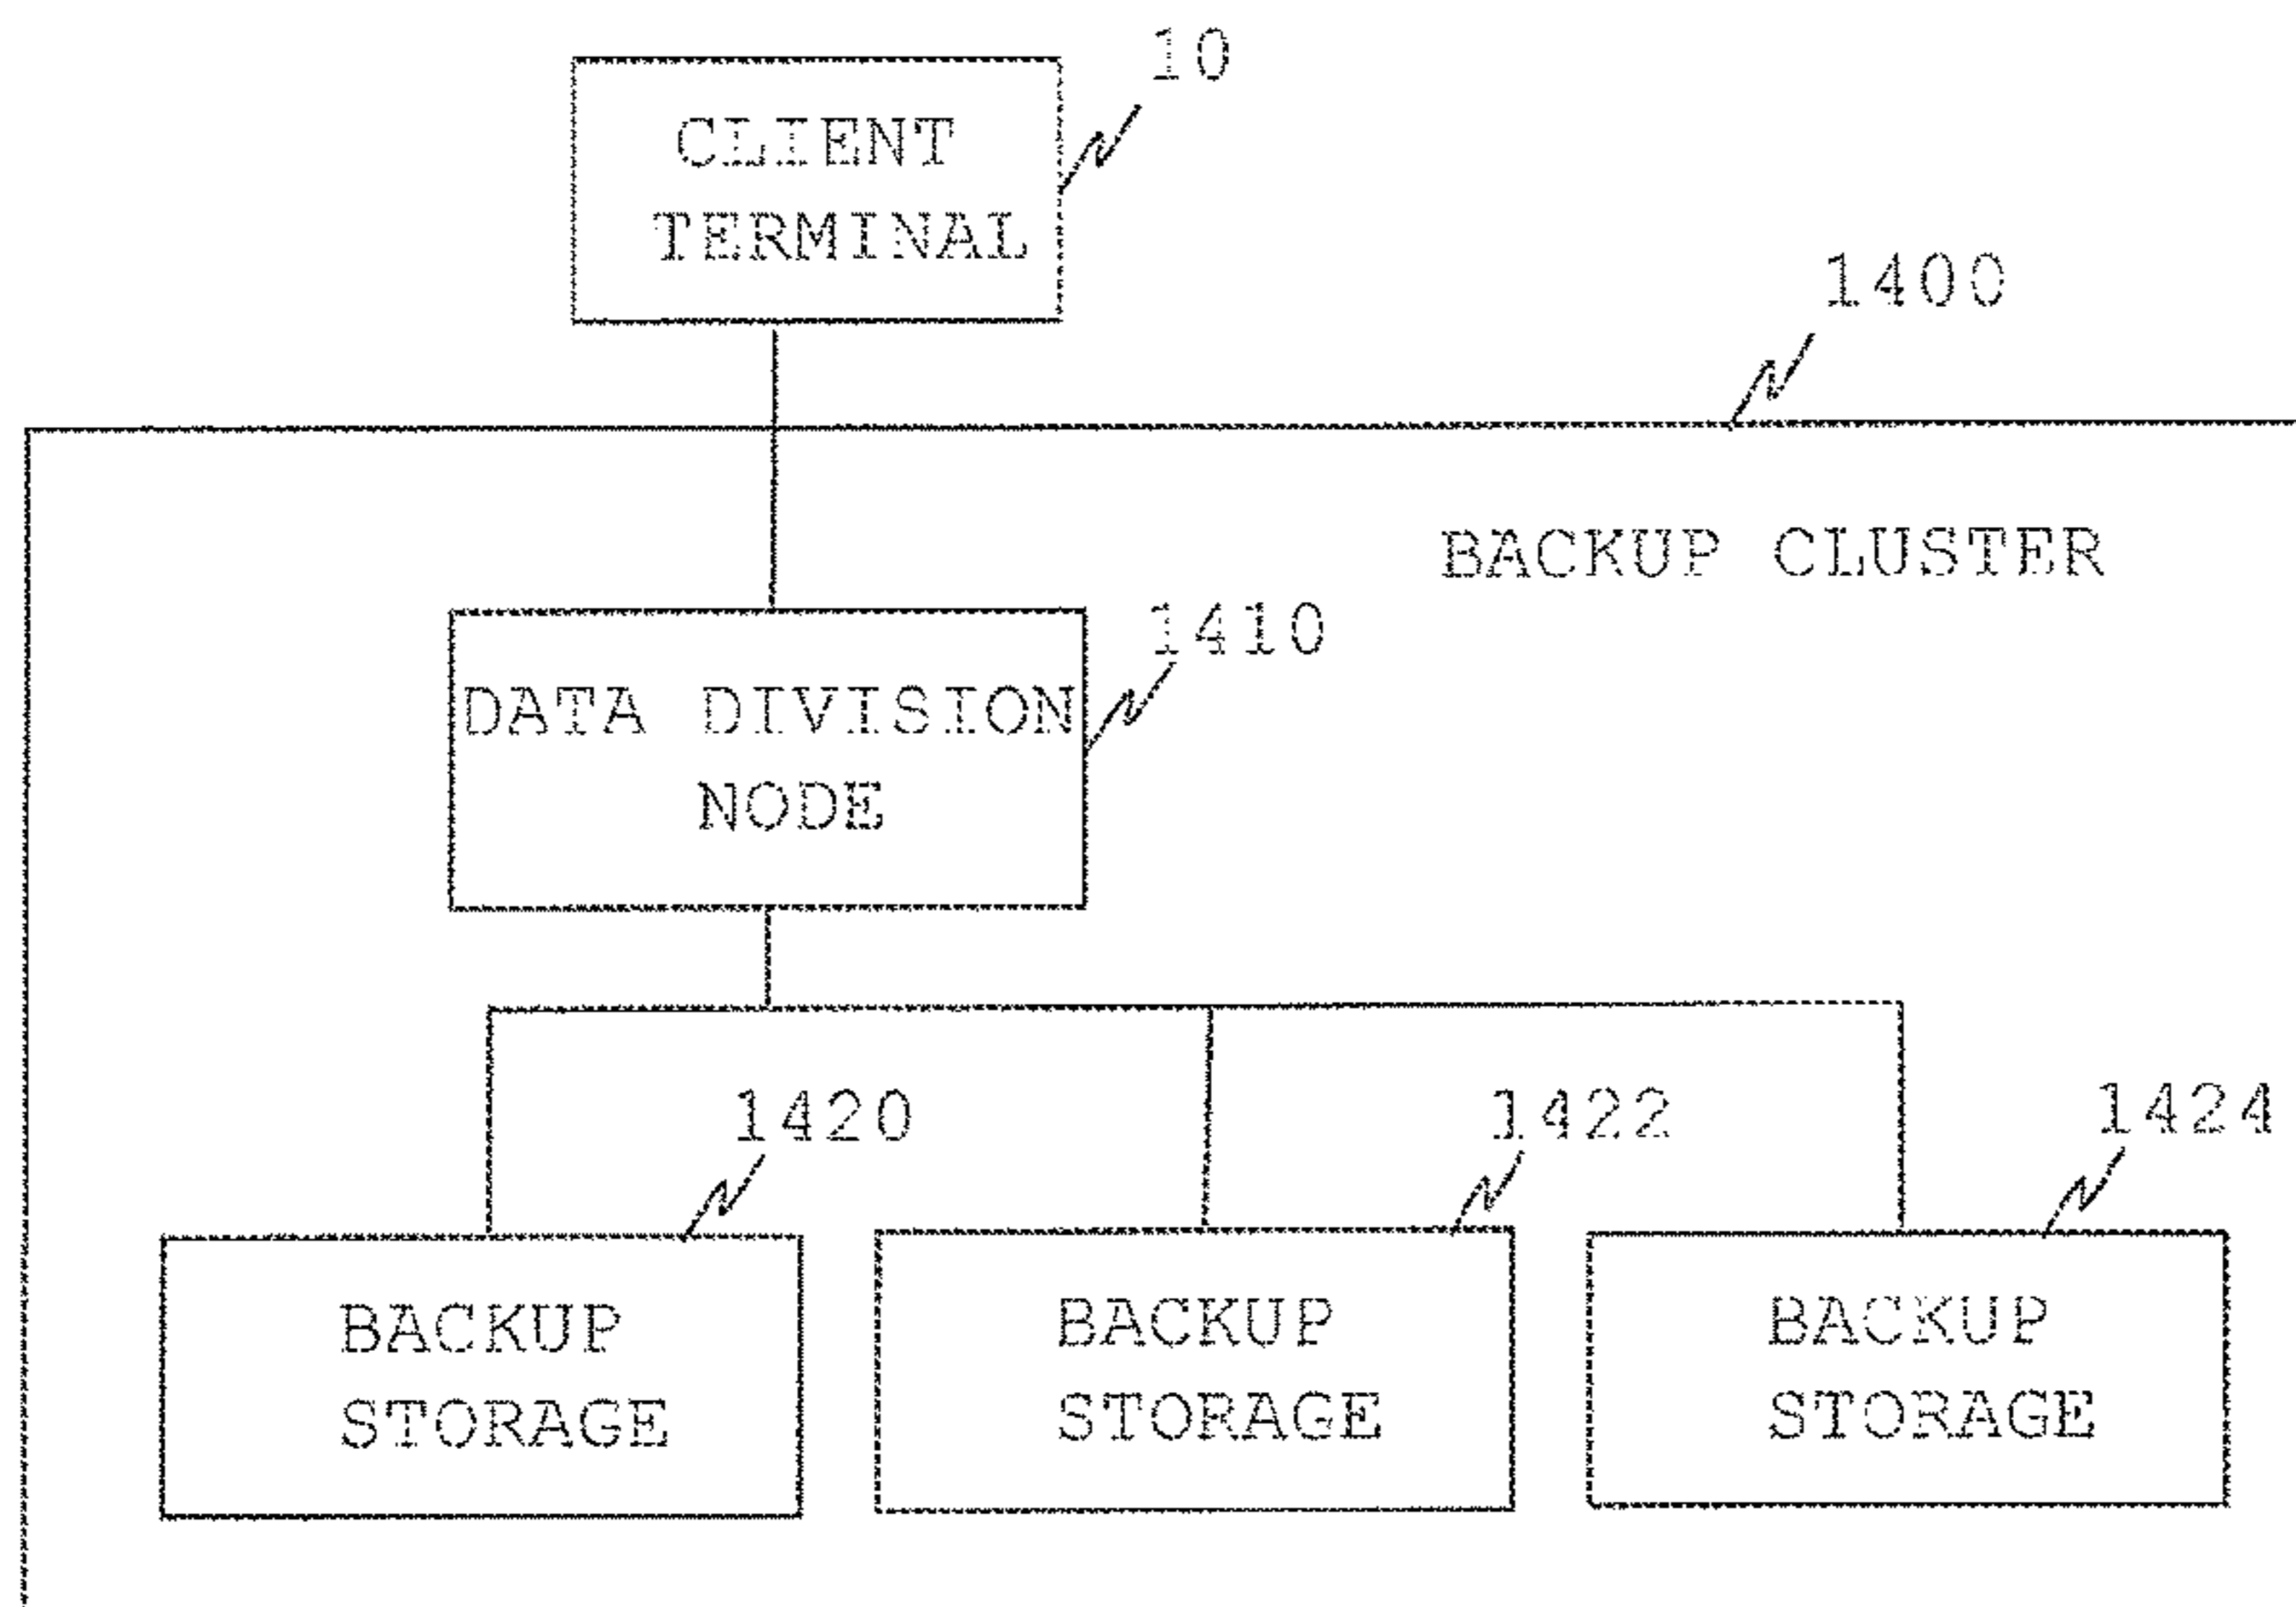 10
CLIENT
TERMINAL
1400
BACKUP CLUSTER
1410
DATA DIVISION
NODE
1420
1422
1424
BACKUP
STORAGE
BACKUP
STORAGE
BACKUP
STORAGE